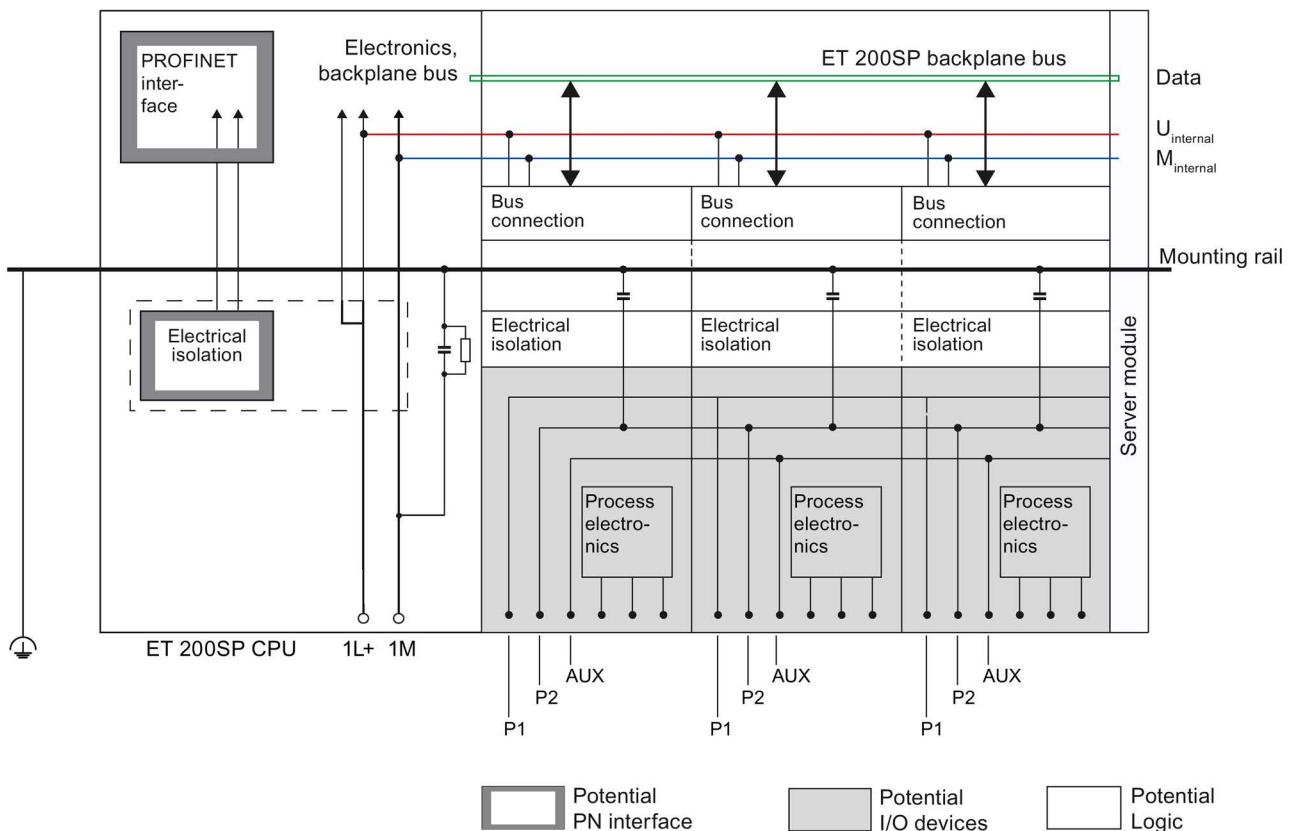 PROFINET
inter-
face
Electronics,
backplane bus
ET 200SP backplane bus
Data
U internal
M internal
Bus
connection
Bus
connection
Bus
connection
Mounting rail
Electrical
isolation
Electrical
isolation
Electrical
isolation
Electrical
isolation
Server module
Process
electro-
nics
Process
electro-
nics
Process
electro-
nics
ET 200SP CPU
1L+
1M
AUX
P2
P1
AUX
P2
P1
AUX
P2
P1
Potential
PN interface
Potential
I/O devices
Potential
Logic